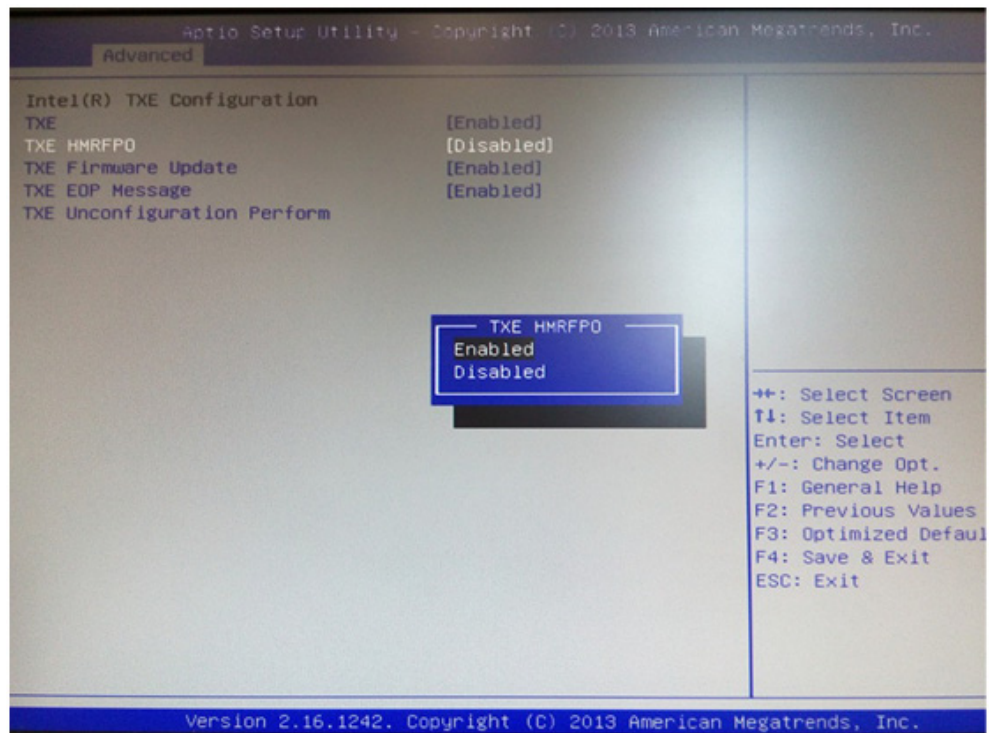 Aptio Setup Utility - Copyright (C) 2013 American Megatrends, Inc.
Advanced
Intel(R) TXE Configuration
TXE [Enabled]
TXE HMRFPO [Disabled]
TXE Firmware Update [Enabled]
TXE EOP Message [Enabled]
TXE Unconfiguration Perform
TXE HMRFPO
Enabled
Disabled
→←: Select Screen
↑↓: Select Item
Enter: Select
+/-: Change Opt.
F1: General Help
F2: Previous Values
F3: Optimized Defaul
F4: Save & Exit
ESC: Exit
Version 2.16.1242. Copyright (C) 2013 American Megatrends, Inc.